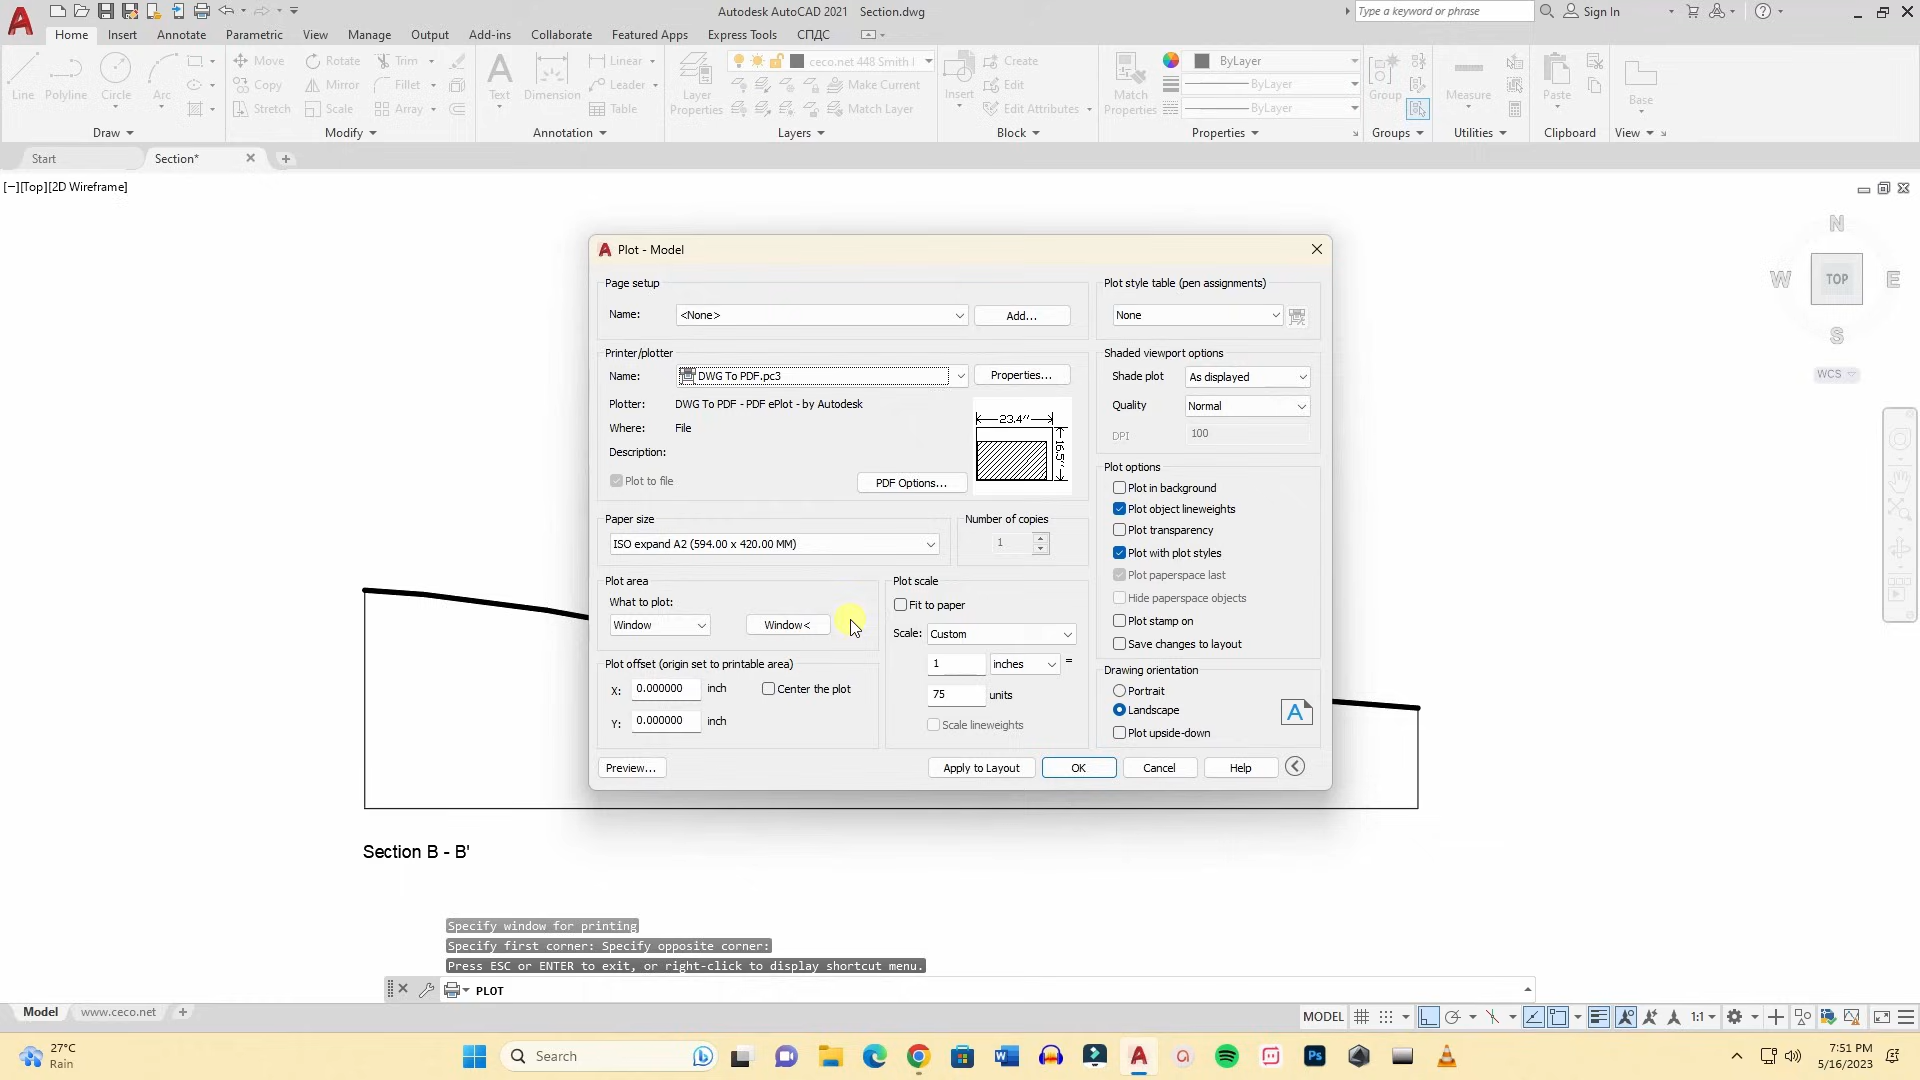 Autodesk AutoCAD 2021 Section.dwg
Type a keyword or phrase
Sign In
Home Insert Annotate Parametric View Manage Output Add-ins Collaborate Featured Apps Express Tools СПДС
Line Polyline Circle Arc
Move Rotate Trim
Copy Mirror Fillet
Stretch Scale Array
Text Dimension
Linear
Leader
Table
Layer Properties
ceco.net 448 Smith
Make Current
Match Layer
Insert
Create
Edit
Edit Attributes
Match Properties
ByLayer
ByLayer
ByLayer
Group
Measure
Paste
Base
Draw Modify Annotation Layers Block Properties Groups Utilities Clipboard View
Start Section*
[−][Top][2D Wireframe]
N
W TOP E
S
WCS
Plot - Model
Page setup
Name: <None> Add...
Printer/plotter
Name: DWG To PDF.pc3 Properties...
Plotter: DWG To PDF - PDF ePlot - by Autodesk
Where: File
Description:
Plot to file
PDF Options...
23.4''
16.5''
Paper size
ISO expand A2 (594.00 x 420.00 MM)
Number of copies
1
Plot area
What to plot:
Window Window<
Plot offset (origin set to printable area)
X: 0.000000 inch Center the plot
Y: 0.000000 inch
Plot scale
Fit to paper
Scale: Custom
1 inches =
75 units
Scale lineweights
Plot style table (pen assignments)
None
Shaded viewport options
Shade plot As displayed
Quality Normal
DPI 100
Plot options
Plot in background
Plot object lineweights
Plot transparency
Plot with plot styles
Plot paperspace last
Hide paperspace objects
Plot stamp on
Save changes to layout
Drawing orientation
Portrait
Landscape
Plot upside-down
A
Preview... Apply to Layout OK Cancel Help
Section B - B'
Specify window for printing
Specify first corner: Specify opposite corner:
Press ESC or ENTER to exit, or right-click to display shortcut menu.
PLOT
Model www.ceco.net
MODEL 1:1
27°C
Rain
Search
7:51 PM
5/16/2023